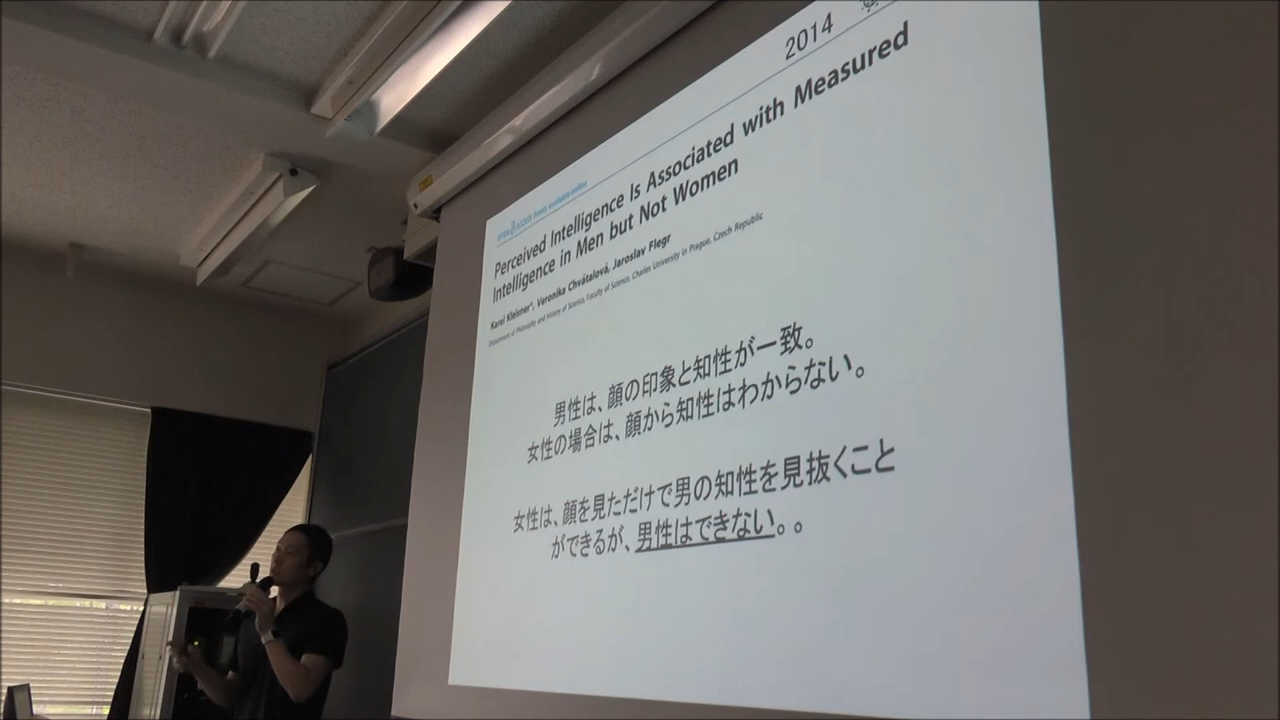 2014
OPEN ACCESS Freely available online
Perceived Intelligence Is Associated with Measured
Intelligence in Men but Not Women
Karel Kleisner*, Veronika Chvátalová, Jaroslav Flegr
Department of Philosophy and History of Science, Faculty of Science, Charles University in Prague, Czech Republic
男性は、顔の印象と知性が一致。
女性の場合は、顔から知性はわからない。
女性は、顔を見ただけで男の知性を見抜くこと
ができるが、男性はできない。。